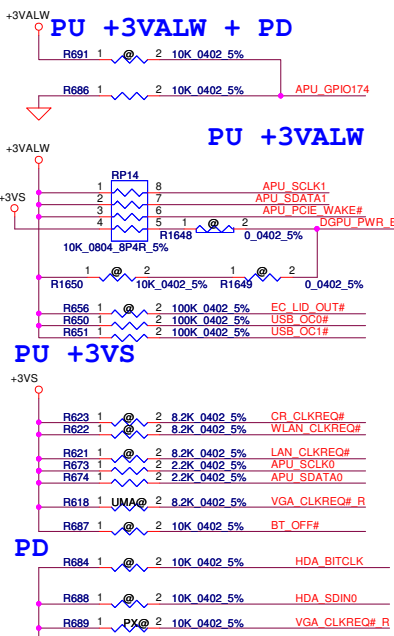 +3VALW
PU +3VALW + PD
R691 1 @ 2 10K_0402_5%
R686 1 2 10K_0402_5% APU_GPIO174
PU +3VALW
+3VALW
+3VS
RP14
1 8 APU_SCLK1
2 7 APU_SDATA1
3 6 APU_PCIE_WAKE#
4 5 1 @ 2 DGPU_PWR_E
R1648 0_0402_5%
10K_0804_8P4R_5%
1 @ 2 1 @ 2
R1650 10K_0402_5% R1649 0_0402_5%
R656 1 @ 2 100K_0402_5% EC_LID_OUT#
R650 1 2 100K_0402_5% USB_OC0#
R651 1 2 100K_0402_5% USB_OC1#
PU +3VS
+3VS
R623 1 @ 2 8.2K_0402_5% CR_CLKREQ#
R622 1 @ 2 8.2K_0402_5% WLAN_CLKREQ#
R621 1 @ 2 8.2K_0402_5% LAN_CLKREQ#
R673 1 2 2.2K_0402_5% APU_SCLK0
R674 1 2 2.2K_0402_5% APU_SDATA0
R618 1 UMA@ 2 8.2K_0402_5% VGA_CLKREQ#_R
R687 1 @ 2 10K_0402_5% BT_OFF#
PD
R684 1 @ 2 10K_0402_5% HDA_BITCLK
R688 1 @ 2 10K_0402_5% HDA_SDIN0
R689 1 PX@ 2 10K_0402_5% VGA_CLKREQ#_R